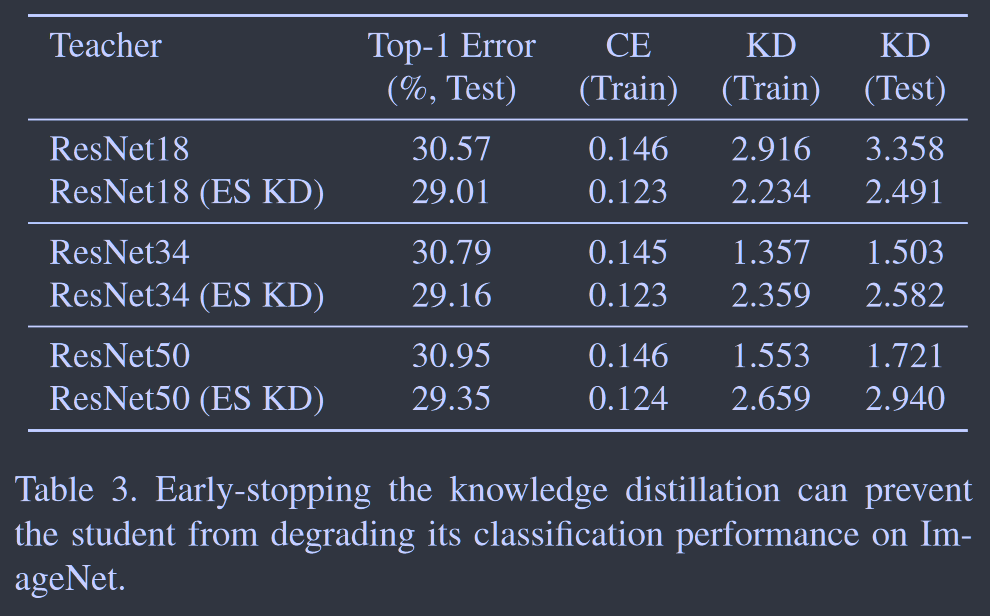 Teacher Top-1 Error CE KD KD
(%, Test) (Train) (Train) (Test)
ResNet18 30.57 0.146 2.916 3.358
ResNet18 (ES KD) 29.01 0.123 2.234 2.491
ResNet34 30.79 0.145 1.357 1.503
ResNet34 (ES KD) 29.16 0.123 2.359 2.582
ResNet50 30.95 0.146 1.553 1.721
ResNet50 (ES KD) 29.35 0.124 2.659 2.940
Table 3. Early-stopping the knowledge distillation can prevent
the student from degrading its classification performance on Im-
ageNet.